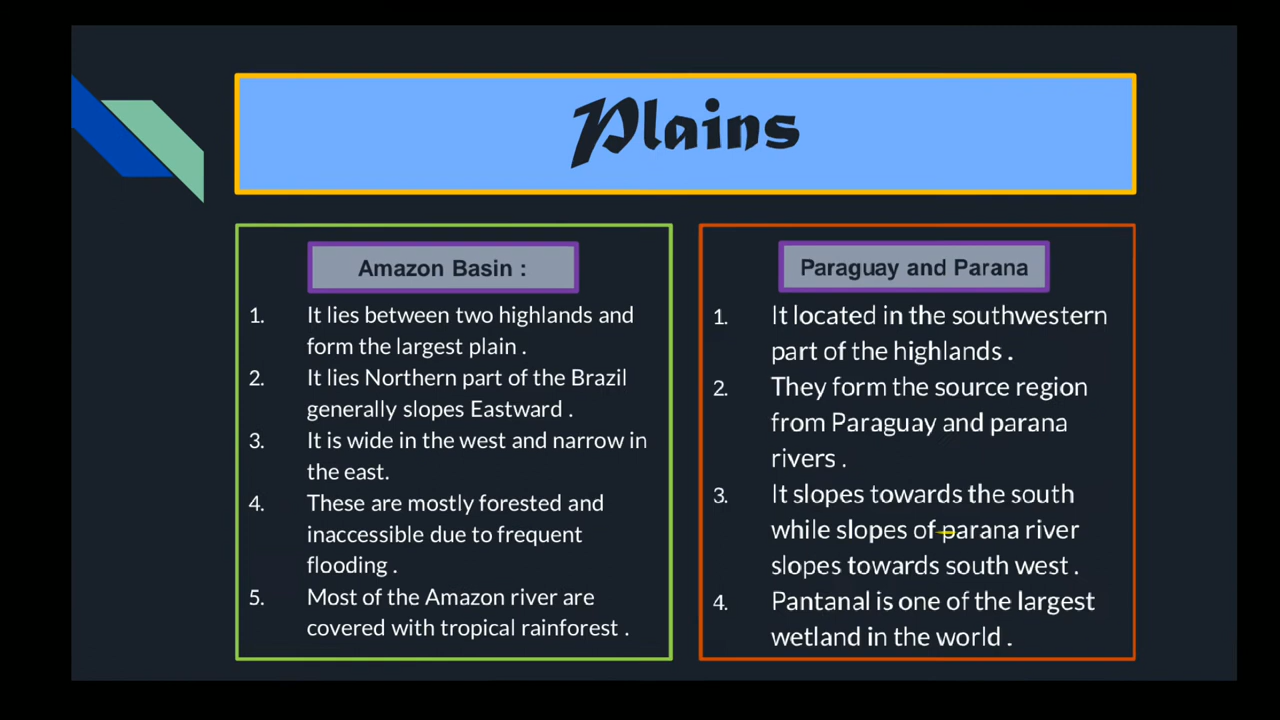 Plains
Amazon Basin :
1. It lies between two highlands and
form the largest plain .
2. It lies Northern part of the Brazil
generally slopes Eastward .
3. It is wide in the west and narrow in
the east.
4. These are mostly forested and
inaccessible due to frequent
flooding .
5. Most of the Amazon river are
covered with tropical rainforest .
Paraguay and Parana
1. It located in the southwestern
part of the highlands .
2. They form the source region
from Paraguay and parana
rivers .
3. It slopes towards the south
while slopes of parana river
slopes towards south west .
4. Pantanal is one of the largest
wetland in the world .